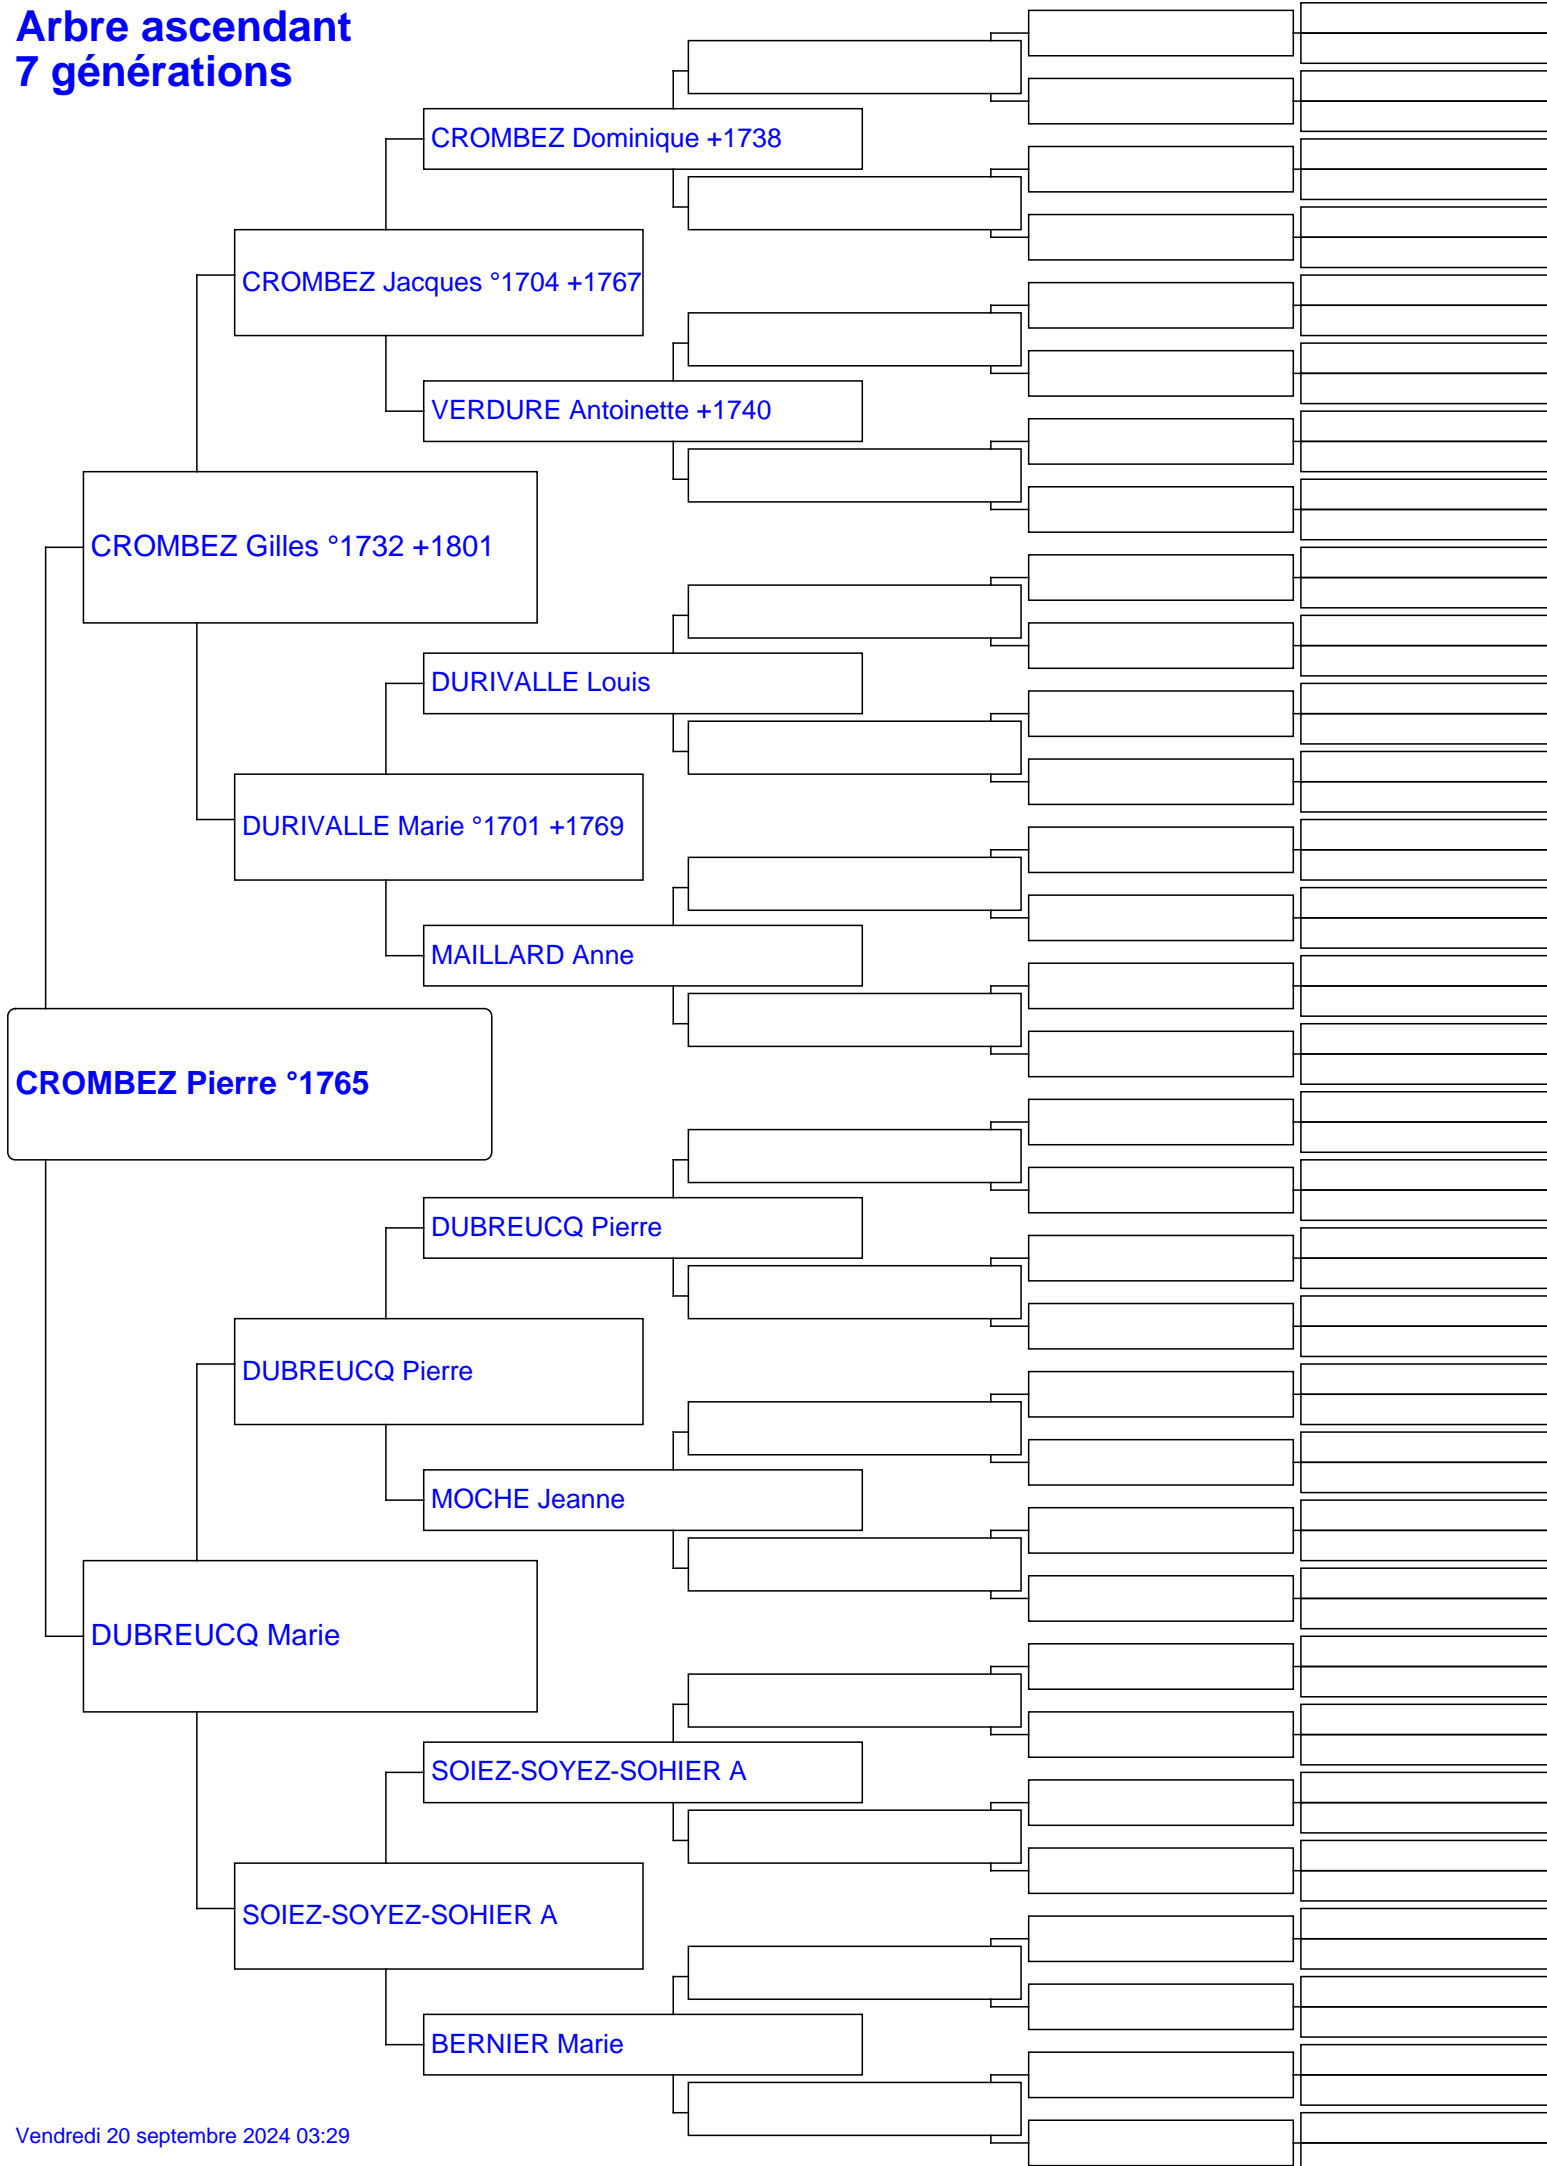 Arbre ascendant
7 générations
CROMBEZ Dominique +1738
CROMBEZ Jacques °1704 +1767
VERDURE Antoinette +1740
CROMBEZ Gilles °1732 +1801
DURIVALLE Louis
DURIVALLE Marie °1701 +1769
MAILLARD Anne
CROMBEZ Pierre °1765
DUBREUCQ Pierre
DUBREUCQ Pierre
MOCHE Jeanne
DUBREUCQ Marie
SOIEZ-SOYEZ-SOHIER A
SOIEZ-SOYEZ-SOHIER A
BERNIER Marie
Vendredi 20 septembre 2024 03:29